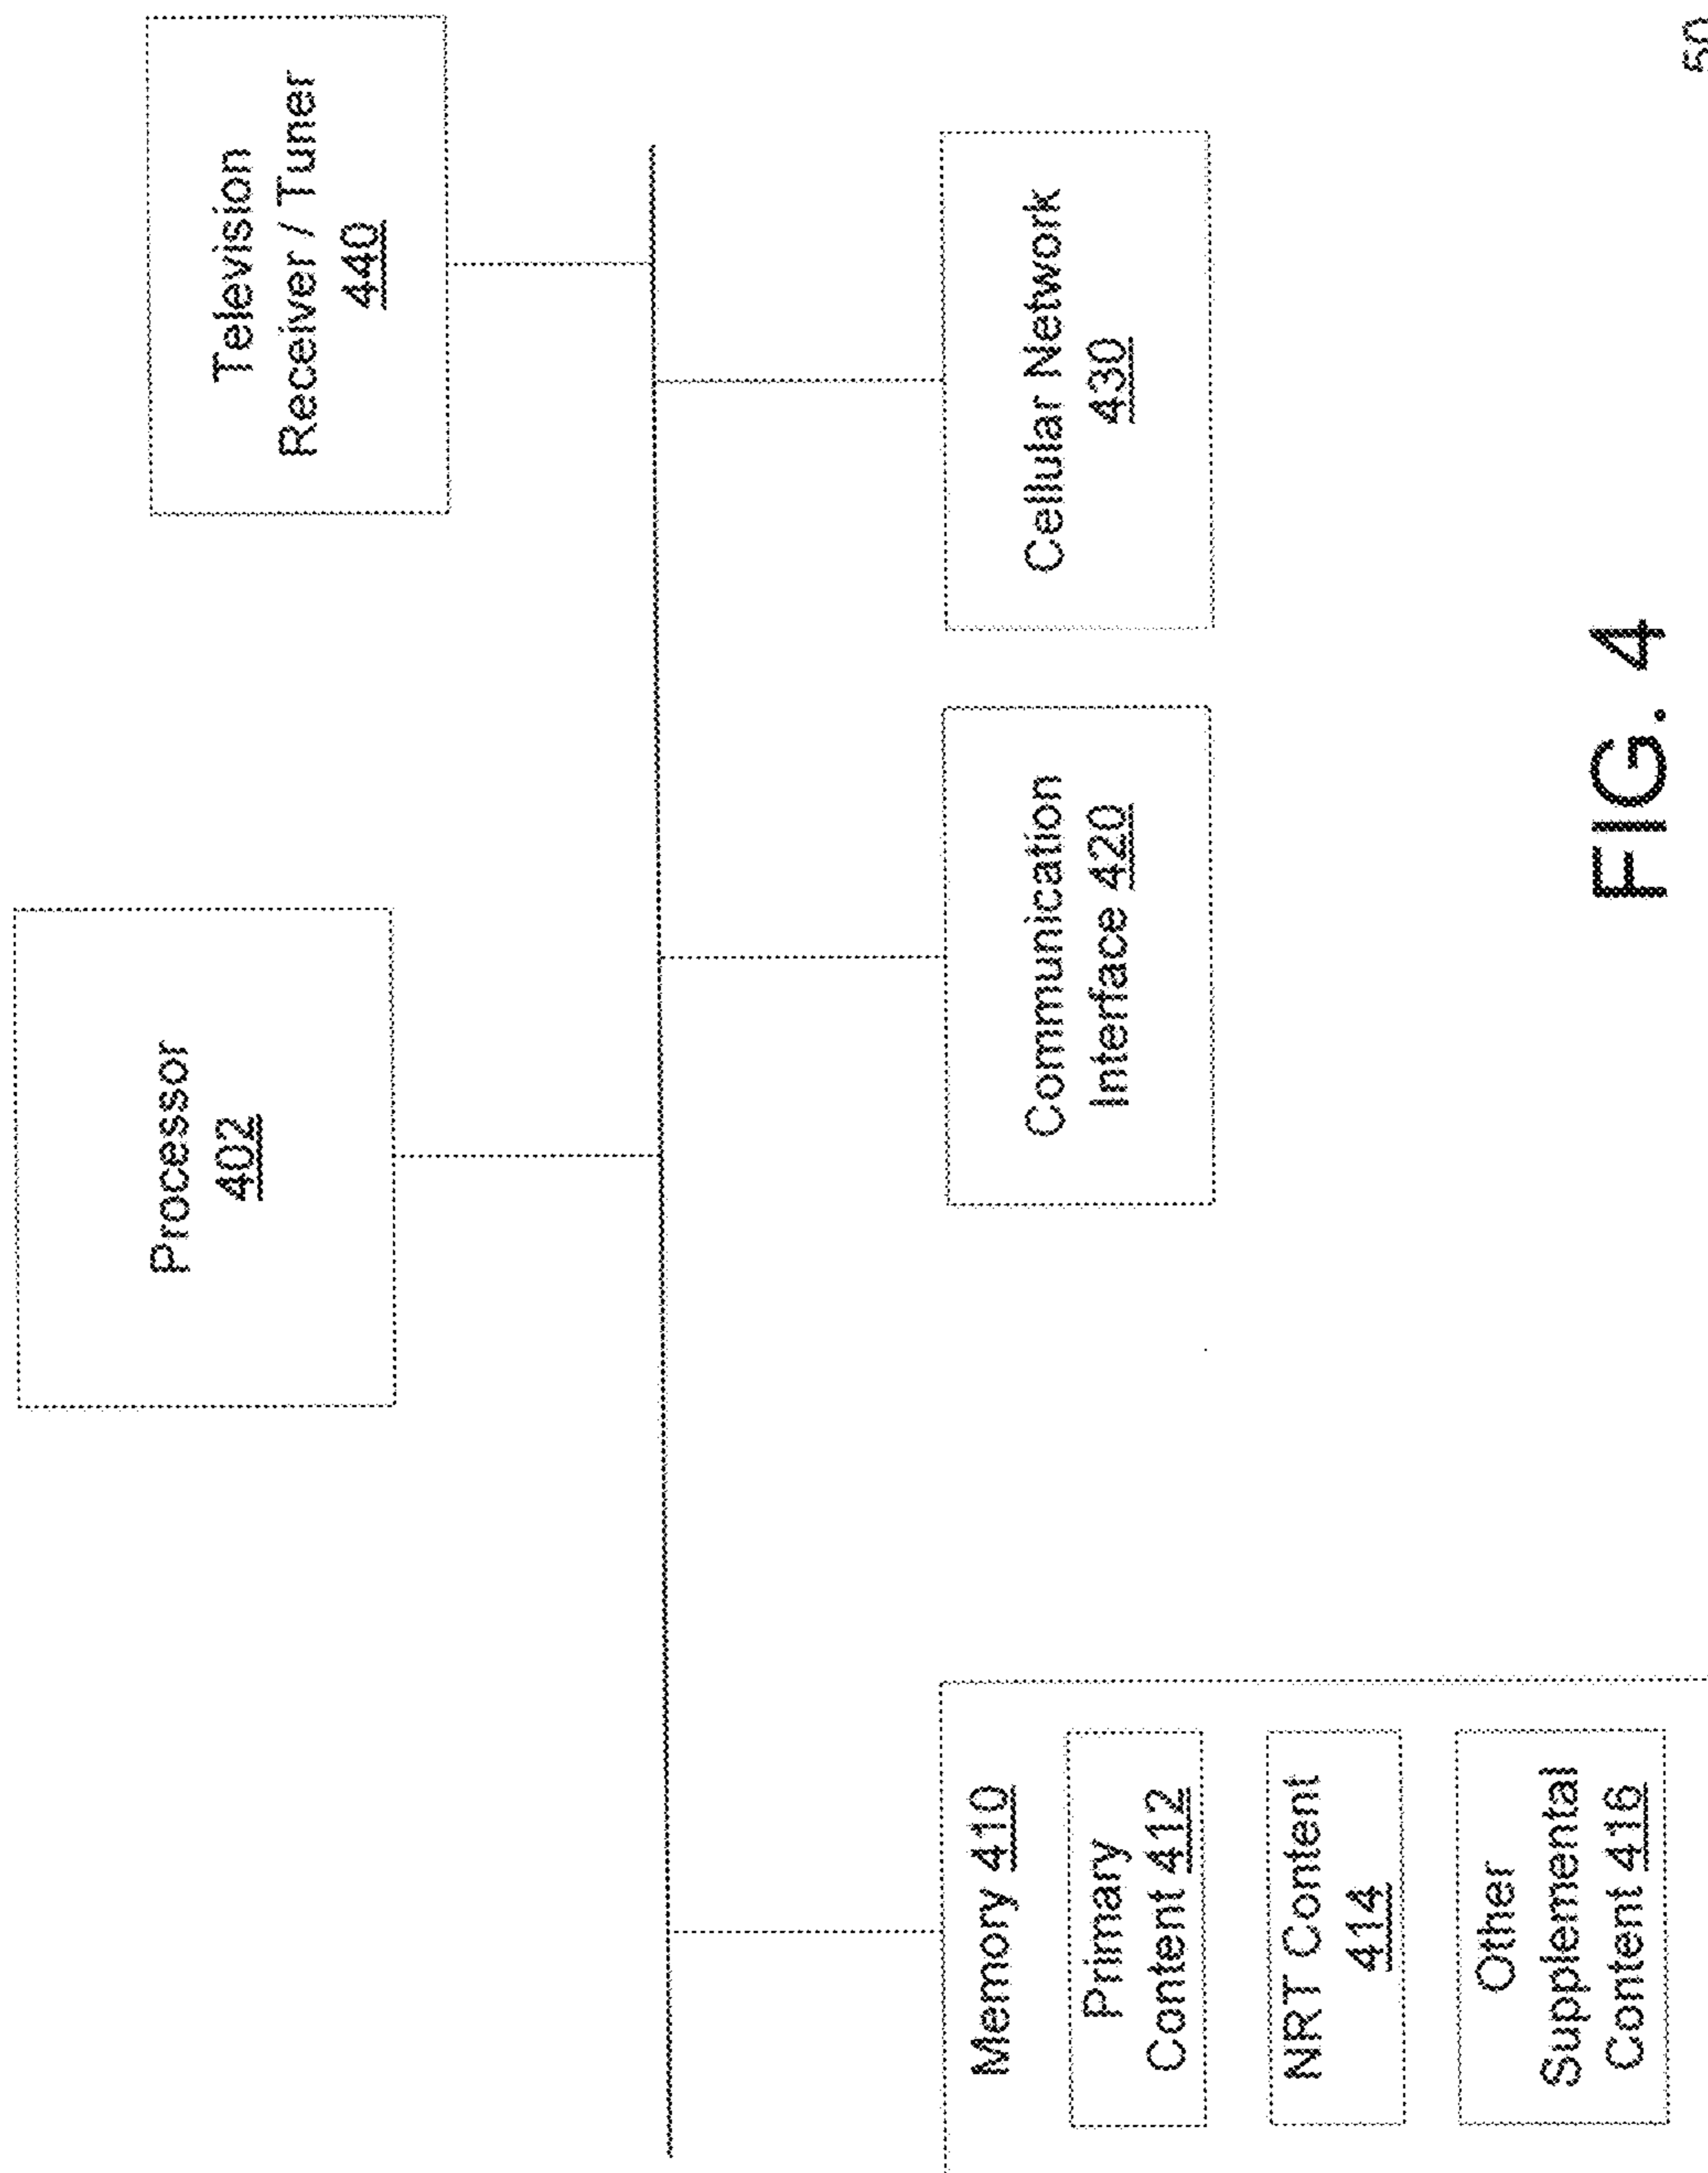 Processor
402
Television
Receiver / Tuner
440
Memory 410
Primary
Content 412
NRT Content
414
Other
Supplemental
Content 416
Communication
Interface 420
Cellular Network
430
FIG. 4
50